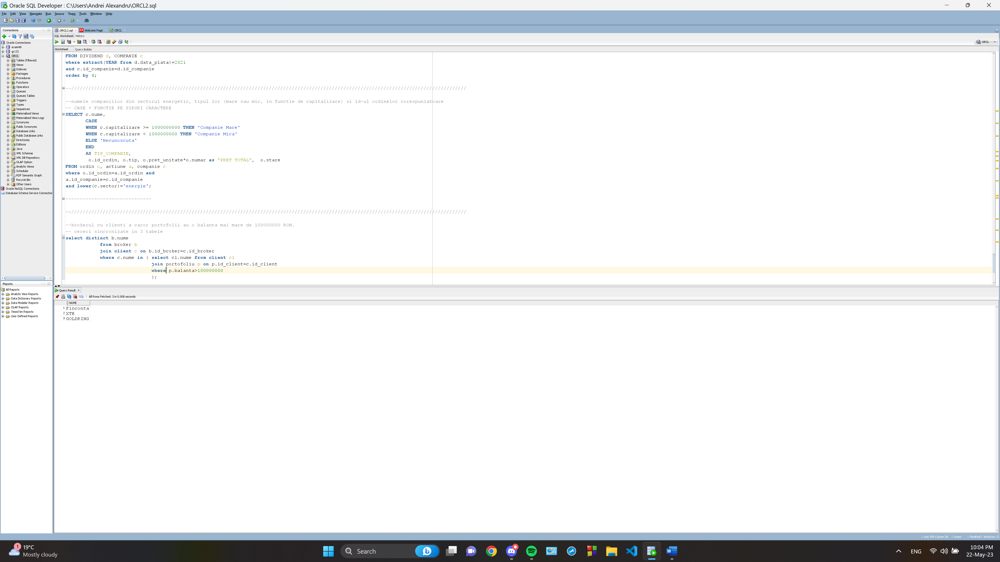 Oracle SQL Developer : C:\Users\Andrei Alexandru\ORCL2.sql
File Edit View Navigate Run Source Team Tools Window Help
Connections
Oracle Connections
exam48
gr132
ORCL
Tables (Filtered)
Views
Indexes
Packages
Procedures
Functions
Operators
Queues
Queues Tables
Triggers
Types
Sequences
Materialized Views
Materialized View Logs
Synonyms
Public Synonyms
Database Links
Public Database Links
Directories
Editions
Java
XML Schemas
XML DB Repository
OLAP Option
Analytic Views
Scheduler
RDF Semantic Graph
Recycle Bin
Other Users
Oracle NoSQL Connections
Database Schema Service Connection
Reports
All Reports
Analytic View Reports
Data Dictionary Reports
Data Modeler Reports
OLAP Reports
TimesTen Reports
User Defined Reports
ORCL2.sql Welcome Page ORCL
SQL Worksheet History
ORCL
Worksheet Query Builder
FROM DIVIDEND d, COMPANIE c
where extract(YEAR from d.data_plata)=2021
and c.id_companie=d.id_companie
order by 4;
--//////////////////////////////////////////////////////////////////////////////////////////////////////////////////////////////////////////
--numele companiilor din sectorul energetic, tipul lor (mare sau mic, in functie de capitalizare) si id-ul ordinelor corespunzatoare
-- CASE + FUNCTIE PE SIRURI CARACTERE
SELECT c.nume,
CASE
WHEN c.capitalizare >= 1000000000 THEN 'Companie Mare'
WHEN c.capitalizare < 1000000000 THEN 'Companie Mica'
ELSE 'Necunoscuta'
END
AS TIP_COMPANIE,
o.id_ordin, o.tip, o.pret_unitate*o.numar as "PRET TOTAL", o.stare
FROM ordin o, actiune a, companie c
where o.id_ordin=a.id_ordin and
a.id_companie=c.id_companie
and lower(c.sector)='energie';
------------------------------
--//////////////////////////////////////////////////////////////////////////////////////////////////////////////////////////////////////////
--brokerul cu clienti a caror portofolii au o balanta mai mare de 100000000 RON.
-- cereri sincronizate in 3 tabele
select distinct b.nume
from broker b
join client c on b.id_broker=c.id_broker
where c.nume in ( select c1.nume from client c1
join portofoliu p on p.id_client=c.id_client
where p.balanta>100000000
);
Query Result x
SQL | All Rows Fetched: 3 in 0.008 seconds
NUME
1 Finconta
2 XTB
3 GOLDRING
| Line 399 Column 36 | Insert | Modified | Windows: Cl
1
19°C
Mostly cloudy
Search
ENG
10:04 PM
22-May-23